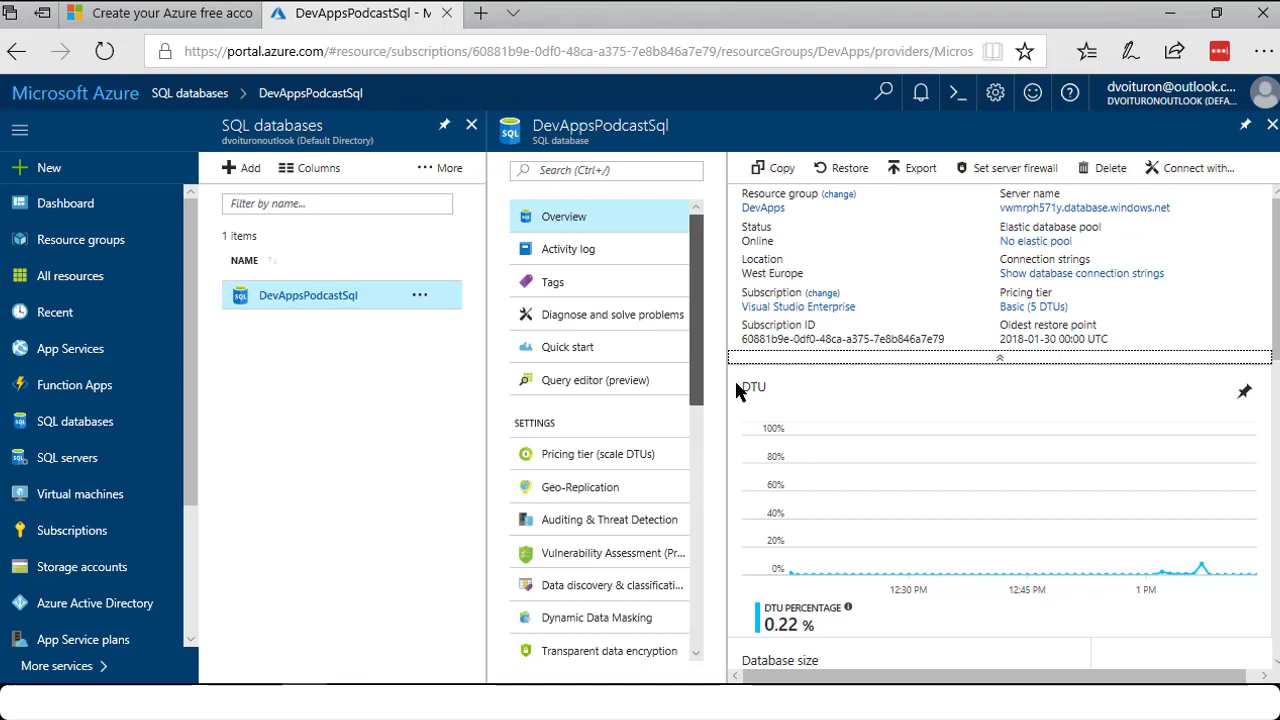 Create your Azure free acco
DevAppsPodcastSql - M
https://portal.azure.com/#resource/subscriptions/60881b9e-0df0-48ca-a375-7e8b846a7e79/resourceGroups/DevApps/providers/Micros
Microsoft Azure
SQL databases
DevAppsPodcastSql
dvoituron@outlook.c...
DVOITURONOUTLOOK (DEFA...
New
Dashboard
Resource groups
All resources
Recent
App Services
Function Apps
SQL databases
SQL servers
Virtual machines
Subscriptions
Storage accounts
Azure Active Directory
App Service plans
More services
SQL databases
dvoituronoutlook (Default Directory)
Add
Columns
More
Filter by name...
1 items
NAME
SQL
DevAppsPodcastSql
SQL
DevAppsPodcastSql
SQL database
Search (Ctrl+/)
Overview
Activity log
Tags
Diagnose and solve problems
Quick start
Query editor (preview)
SETTINGS
Pricing tier (scale DTUs)
Geo-Replication
Auditing & Threat Detection
Vulnerability Assessment (Pr...
Data discovery & classificati...
Dynamic Data Masking
Transparent data encryption
Copy
Restore
Export
Set server firewall
Delete
Connect with...
Resource group (change)
DevApps
Status
Online
Location
West Europe
Subscription (change)
Visual Studio Enterprise
Subscription ID
60881b9e-0df0-48ca-a375-7e8b846a7e79
Server name
vwmrph571y.database.windows.net
Elastic database pool
No elastic pool
Connection strings
Show database connection strings
Pricing tier
Basic (5 DTUs)
Oldest restore point
2018-01-30 00:00 UTC
DTU
100%
80%
60%
40%
20%
0%
12:30 PM
12:45 PM
1 PM
DTU PERCENTAGE
0.22 %
Database size